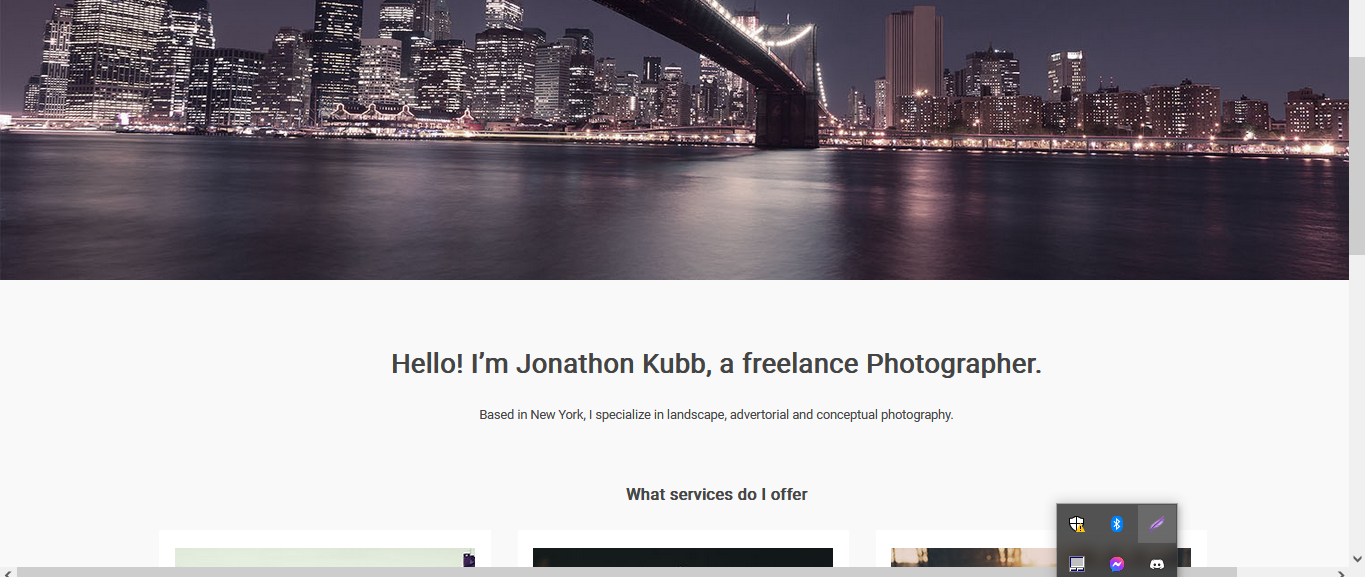 Hello! I’m Jonathon Kubb, a freelance Photographer.
Based in New York, I specialize in landscape, advertorial and conceptual photography.
What services do I offer